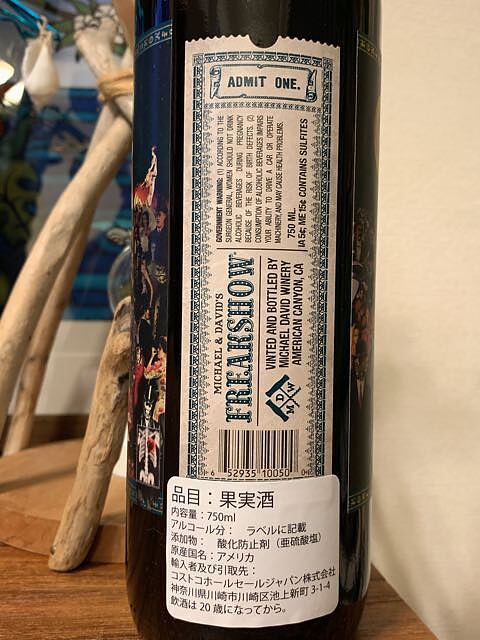 ADMIT ONE.
MICHAEL & DAVID'S
FREAKSHOW
VINTED AND BOTTLED BY
MICHAEL DAVID WINERY
AMERICAN CANYON, CA
M D W
GOVERNMENT WARNING: (1) ACCORDING TO THE
SURGEON GENERAL, WOMEN SHOULD NOT DRINK
ALCOHOLIC BEVERAGES DURING PREGNANCY
BECAUSE OF THE RISK OF BIRTH DEFECTS. (2)
CONSUMPTION OF ALCOHOLIC BEVERAGES IMPAIRS
YOUR ABILITY TO DRIVE A CAR OR OPERATE
MACHINERY, AND MAY CAUSE HEALTH PROBLEMS.
750 ML.
IA 5¢; ME 15¢ CONTAINS SULFITES
6 52935 10050 0
品目：果実酒
内容量：750ml
アルコール分： ラベルに記載
添加物： 酸化防止剤（亜硫酸塩）
原産国名：アメリカ
輸入者及び引取先：
コストコホールセールジャパン株式会社
神奈川県川崎市川崎区池上新町 3-1-4
飲酒は 20 歳になってから。